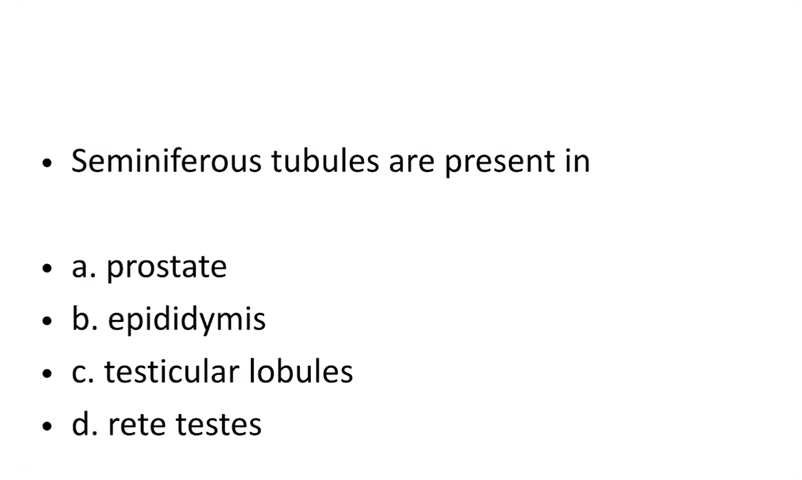 • Seminiferous tubules are present in
• a. prostate
• b. epididymis
• c. testicular lobules
• d. rete testes